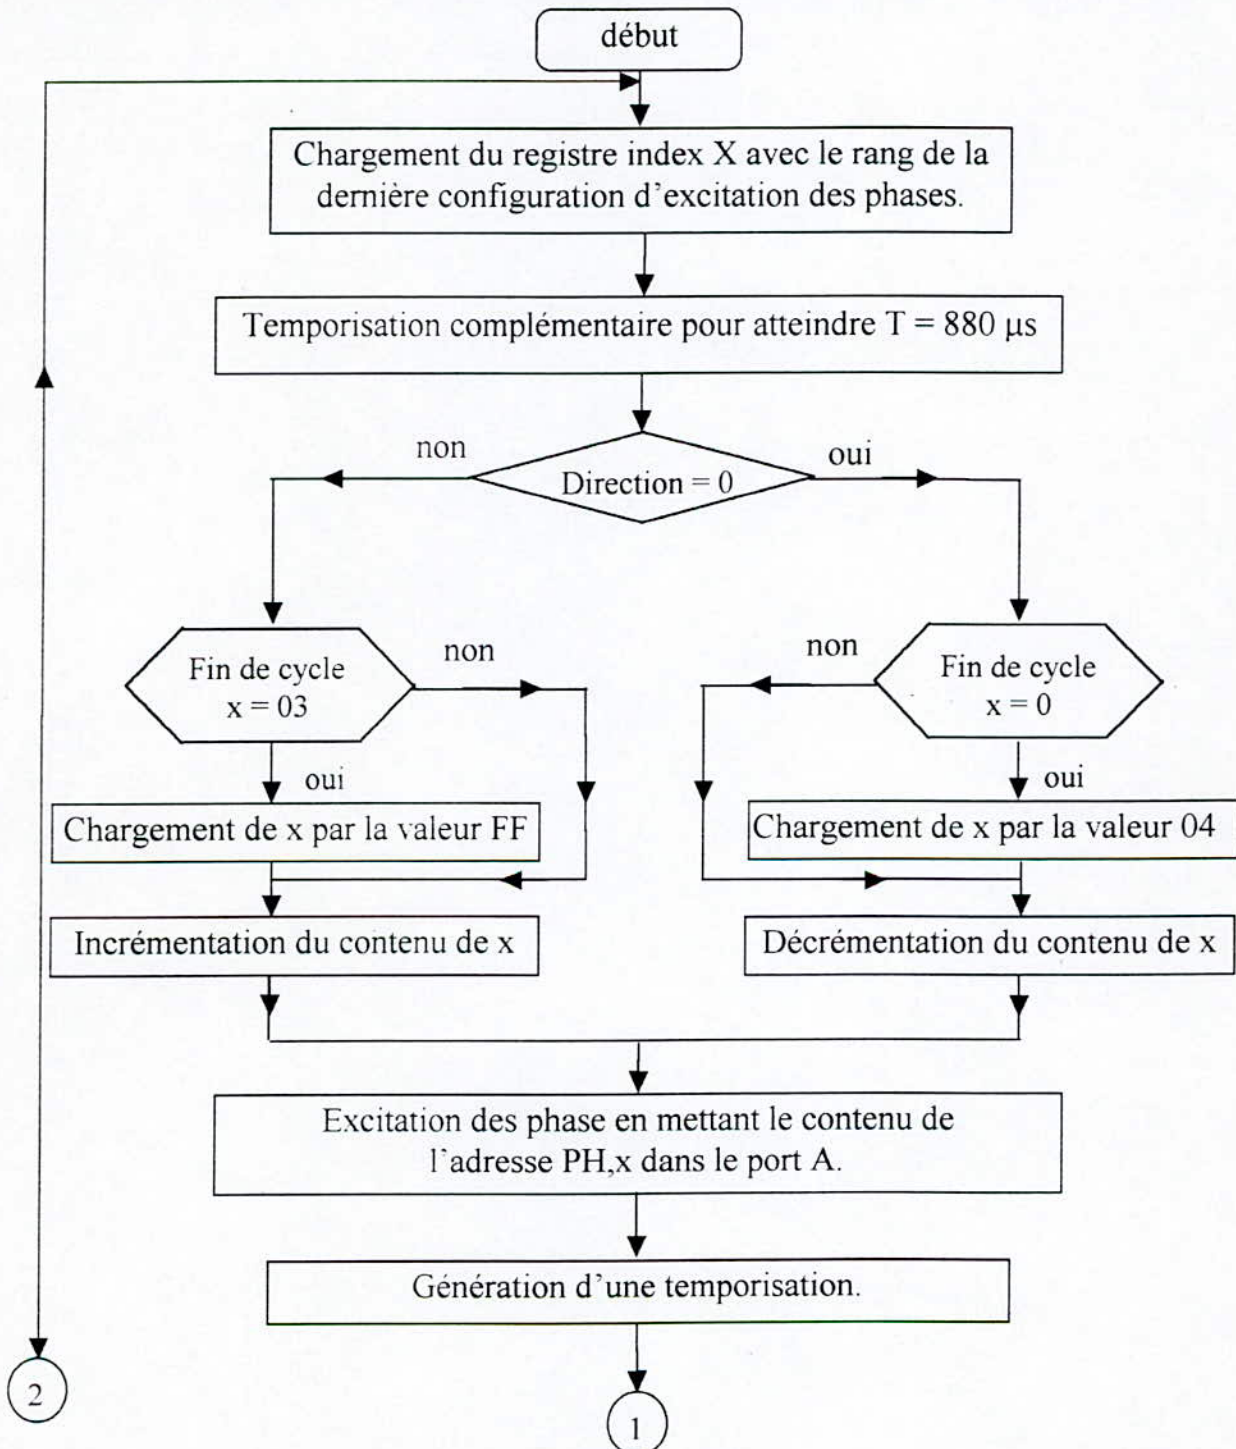 début
Chargement du registre index X avec le rang de la
dernière configuration d'excitation des phases.
Temporisation complémentaire pour atteindre T = 880 µs
non
oui
Direction = 0
Fin de cycle
x = 03
non
non
Fin de cycle
x = 0
oui
oui
Chargement de x par la valeur FF
Chargement de x par la valeur 04
Incrémentation du contenu de x
Décrémentation du contenu de x
Excitation des phase en mettant le contenu de
l'adresse PH,x dans le port A.
Génération d'une temporisation.
2
1